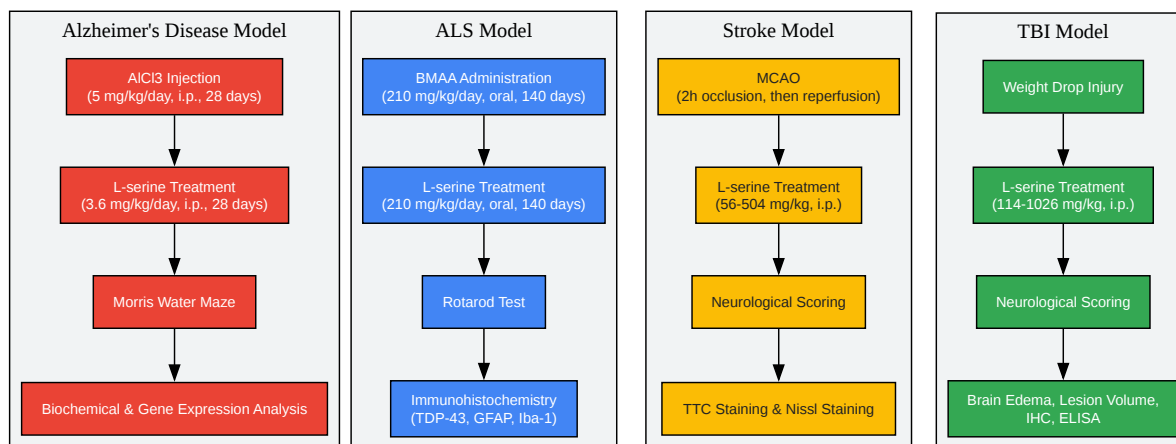 Alzheimer's Disease Model
AlCl3 Injection
(5 mg/kg/day, i.p., 28 days)
L-serine Treatment
(3.6 mg/kg/day, i.p., 28 days)
Morris Water Maze
Biochemical & Gene Expression Analysis
ALS Model
BMAA Administration
(210 mg/kg/day, oral, 140 days)
L-serine Treatment
(210 mg/kg/day, oral, 140 days)
Rotarod Test
Immunohistochemistry
(TDP-43, GFAP, Iba-1)
Stroke Model
MCAO
(2h occlusion, then reperfusion)
L-serine Treatment
(56-504 mg/kg, i.p.)
Neurological Scoring
TTC Staining & Nissl Staining
TBI Model
Weight Drop Injury
L-serine Treatment
(114-1026 mg/kg, i.p.)
Neurological Scoring
Brain Edema, Lesion Volume,
IHC, ELISA